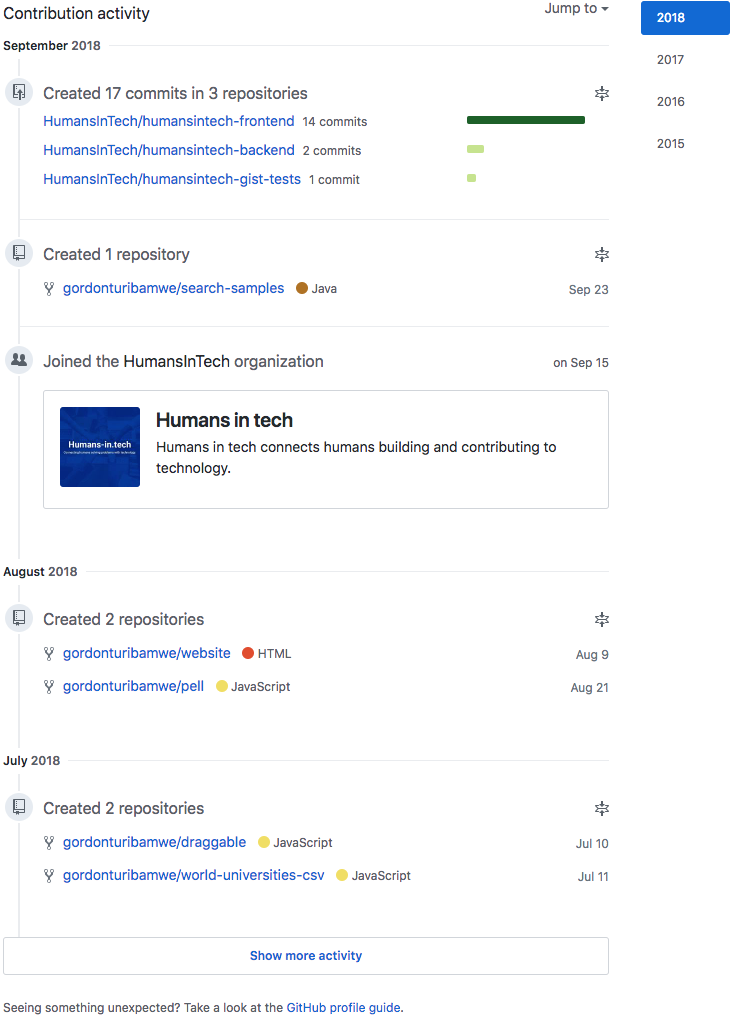 Contribution activity
Jump to
2018
2017
2016
2015
September 2018
Created 17 commits in 3 repositories
HumansInTech/humansintech-frontend 14 commits
HumansInTech/humansintech-backend 2 commits
HumansInTech/humansintech-gist-tests 1 commit
Created 1 repository
gordonturibamwe/search-samples Java Sep 23
Joined the HumansInTech organization on Sep 15
Humans-in.tech
Humans in tech
Humans in tech connects humans building and contributing to
technology.
August 2018
Created 2 repositories
gordonturibamwe/website HTML Aug 9
gordonturibamwe/pell JavaScript Aug 21
July 2018
Created 2 repositories
gordonturibamwe/draggable JavaScript Jul 10
gordonturibamwe/world-universities-csv JavaScript Jul 11
Show more activity
Seeing something unexpected? Take a look at the GitHub profile guide.